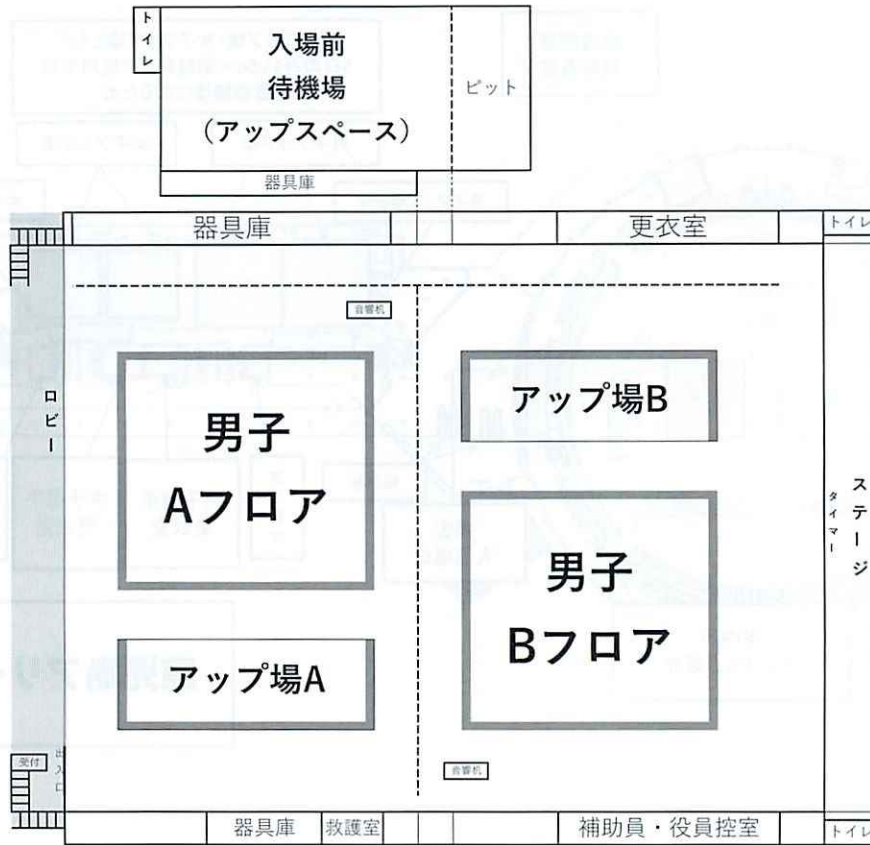 トイレ
入場前
待機場
（アップスペース）
ピット
器具庫
器具庫
更衣室
トイレ
音響机
ロビー
男子
Aフロア
アップ場B
ステージ
タイマー
男子
Bフロア
アップ場A
受付
出入口
音響机
器具庫
救護室
補助員・役員控室
トイレ